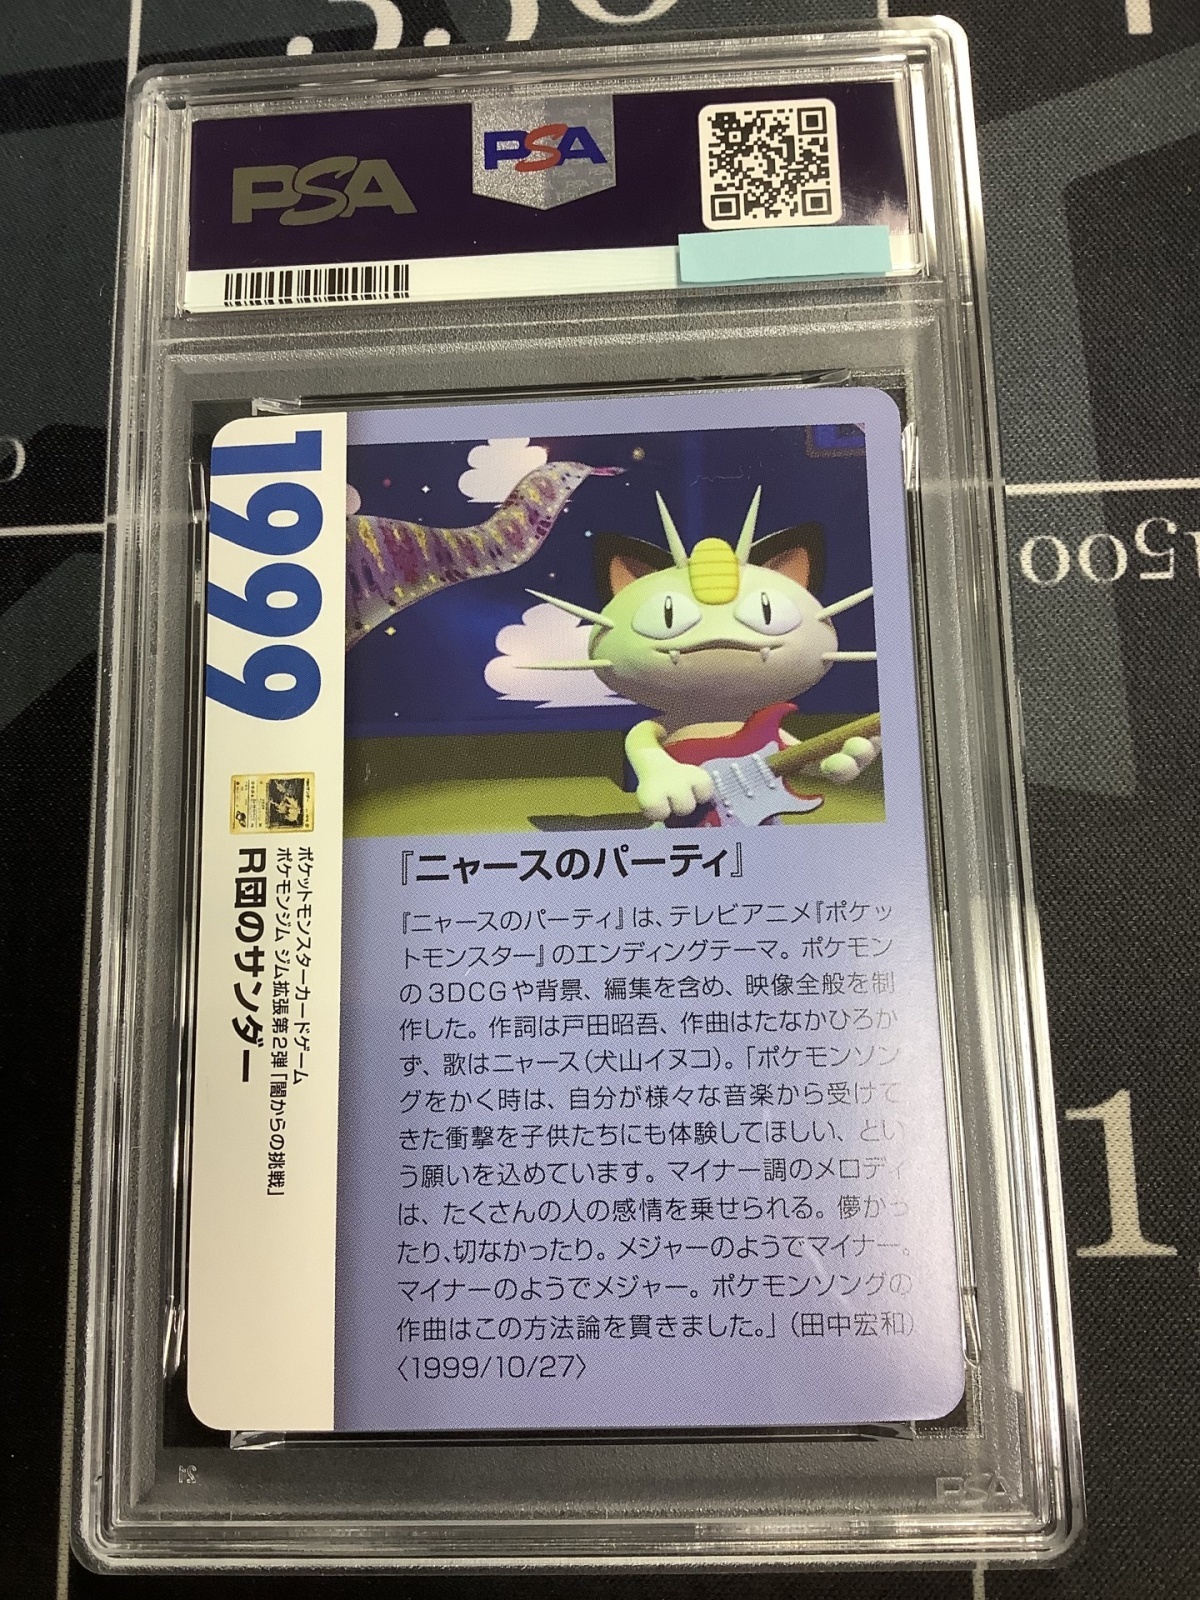 3.50
PSA
PSA
1500
1
1999
ポケットモンスターカードゲーム
ポケモンジム ジム拡張第2弾「闇からの挑戦」
R団のサンダー
『ニャースのパーティ』
『ニャースのパーティ』は、テレビアニメ『ポケッ
トモンスター』のエンディングテーマ。ポケモン
の3DCGや背景、編集を含め、映像全般を制
作した。作詞は戸田昭吾、作曲はたなかひろか
ず、歌はニャース(犬山イヌコ)。「ポケモンソン
グをかく時は、自分が様々な音楽から受けて
きた衝撃を子供たちにも体験してほしい、とい
う願いを込めています。マイナー調のメロディ
は、たくさんの人の感情を乗せられる。儚かっ
たり、切なかったり。メジャーのようでマイナー。
マイナーのようでメジャー。ポケモンソングの
作曲はこの方法論を貫きました。」(田中宏和)
〈1999/10/27〉
PSA